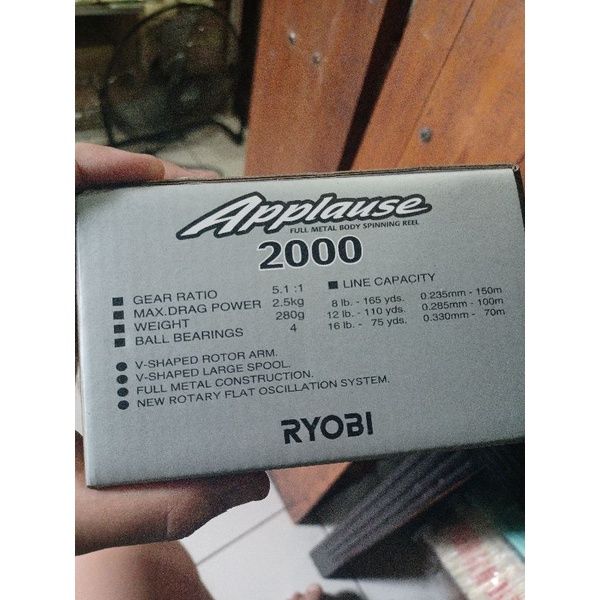 Applause
FULL METAL BODY SPINNING REEL
2000
GEAR RATIO 5.1 :1
MAX.DRAG POWER 2.5kg
WEIGHT 280g
BALL BEARINGS 4
LINE CAPACITY
8 lb. - 165 yds. 0.235mm - 150m
12 lb. - 110 yds. 0.285mm - 100m
16 lb. - 75 yds. 0.330mm - 70m
V-SHAPED ROTOR ARM.
V-SHAPED LARGE SPOOL.
FULL METAL CONSTRUCTION.
NEW ROTARY FLAT OSCILLATION SYSTEM.
RYOBI